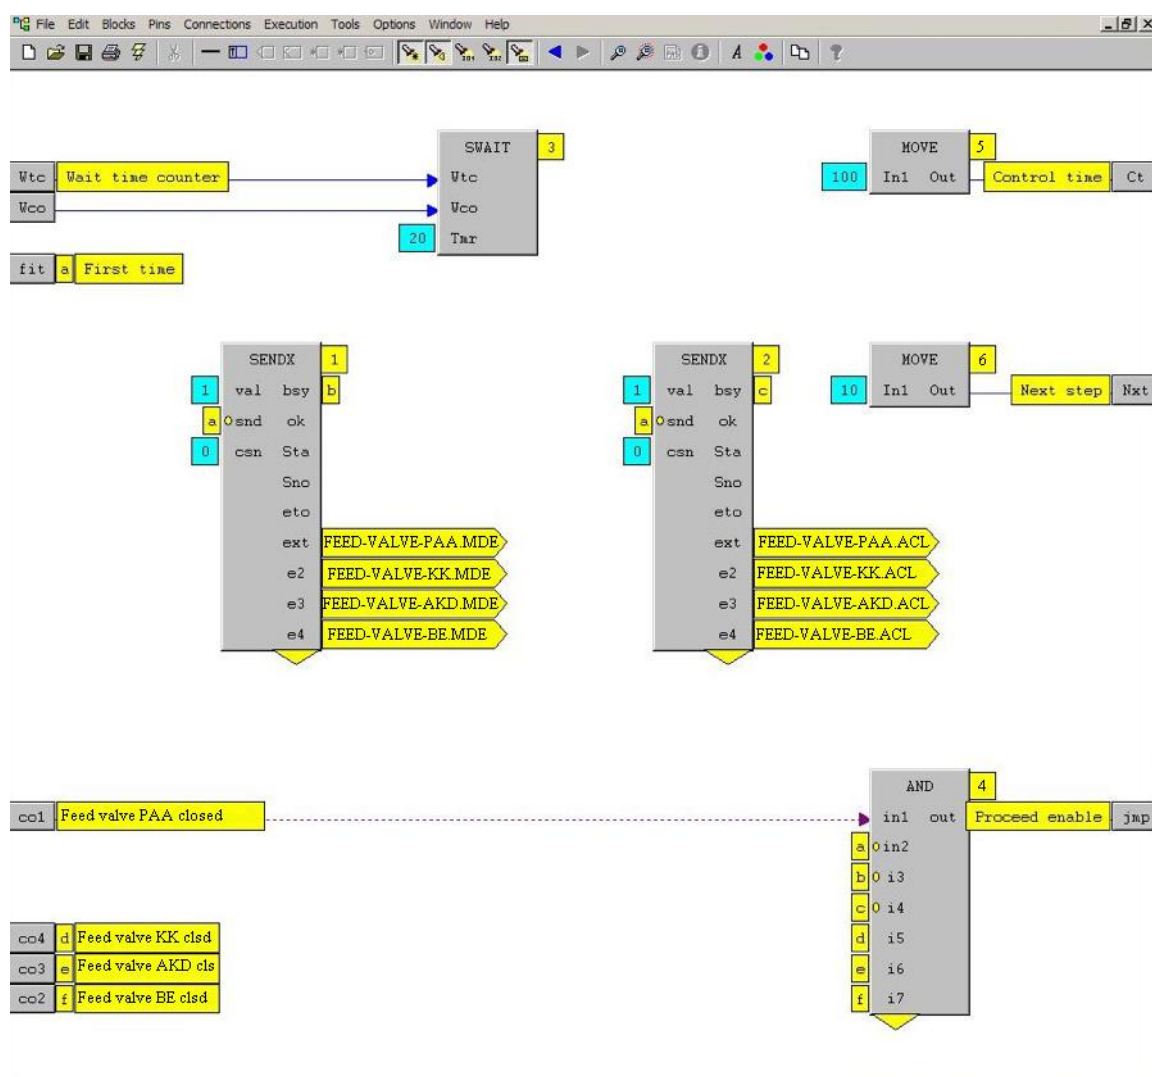 File Edit Blocks Pins Connections Execution Tools Options Window Help
SWAIT 3
MOVE 5
Wtc Wait time counter Wtc
100 In1 Out Control time Ct
Wco Wco
20 Tmr
fit a First time
SENDX 1
SENDX 2
MOVE 6
1 val bsy b
1 val bsy c
10 In1 Out Next step Nxt
a snd ok
a snd ok
0 csn Sta
0 csn Sta
Sno
Sno
eto
eto
ext FEED-VALVE-PAA.MDE
ext FEED-VALVE-PAA.ACL
e2 FEED-VALVE-KK.MDE
e2 FEED-VALVE-KK.ACL
e3 FEED-VALVE-AKD.MDE
e3 FEED-VALVE-AKD.ACL
e4 FEED-VALVE-BE.MDE
e4 FEED-VALVE-BE.ACL
AND 4
co1 Feed valve PAA closed
in1 out Proceed enable jmp
a in2
b i3
c i4
co4 d Feed valve KK clsd
d i5
co3 e Feed valve AKD cls
e i6
co2 f Feed valve BE clsd
f i7